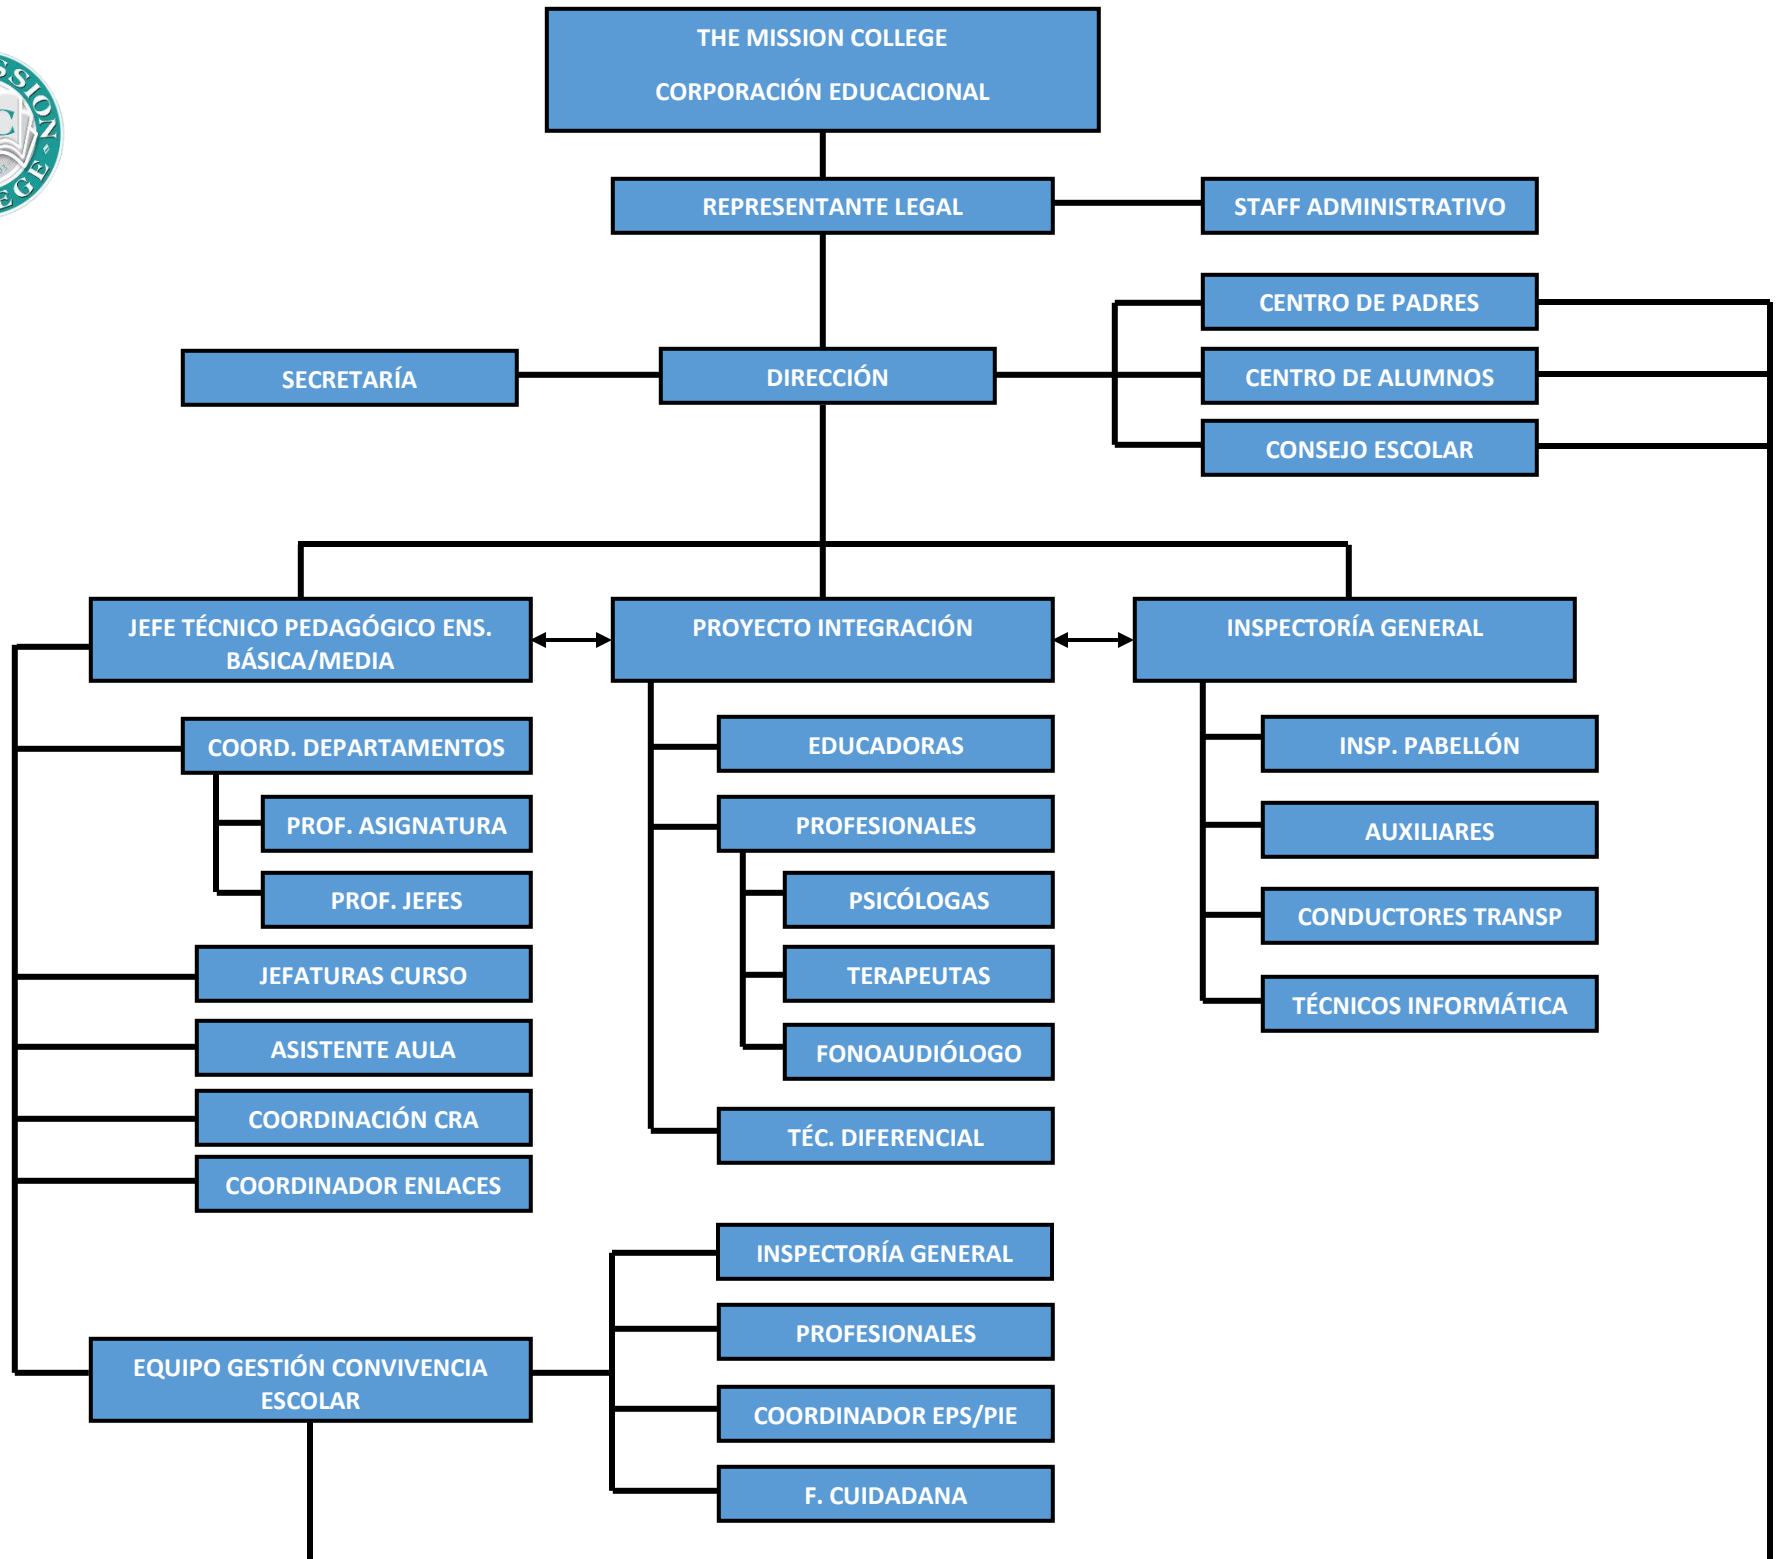 THE MISSION COLLEGE
CORPORACIÓN EDUCACIONAL
REPRESENTANTE LEGAL
STAFF ADMINISTRATIVO
CENTRO DE PADRES
SECRETARÍA
DIRECCIÓN
CENTRO DE ALUMNOS
CONSEJO ESCOLAR
JEFE TÉCNICO PEDAGÓGICO ENS.
BÁSICA/MEDIA
PROYECTO INTEGRACIÓN
INSPECTORÍA GENERAL
COORD. DEPARTAMENTOS
PROF. ASIGNATURA
PROF. JEFES
JEFATURAS CURSO
ASISTENTE AULA
COORDINACIÓN CRA
COORDINADOR ENLACES
EDUCADORAS
PROFESIONALES
PSICÓLOGAS
TERAPEUTAS
FONOAUDIÓLOGO
TÉC. DIFERENCIAL
INSP. PABELLÓN
AUXILIARES
CONDUCTORES TRANSP
TÉCNICOS INFORMÁTICA
EQUIPO GESTIÓN CONVIVENCIA
ESCOLAR
INSPECTORÍA GENERAL
PROFESIONALES
COORDINADOR EPS/PIE
F. CUIDADANA